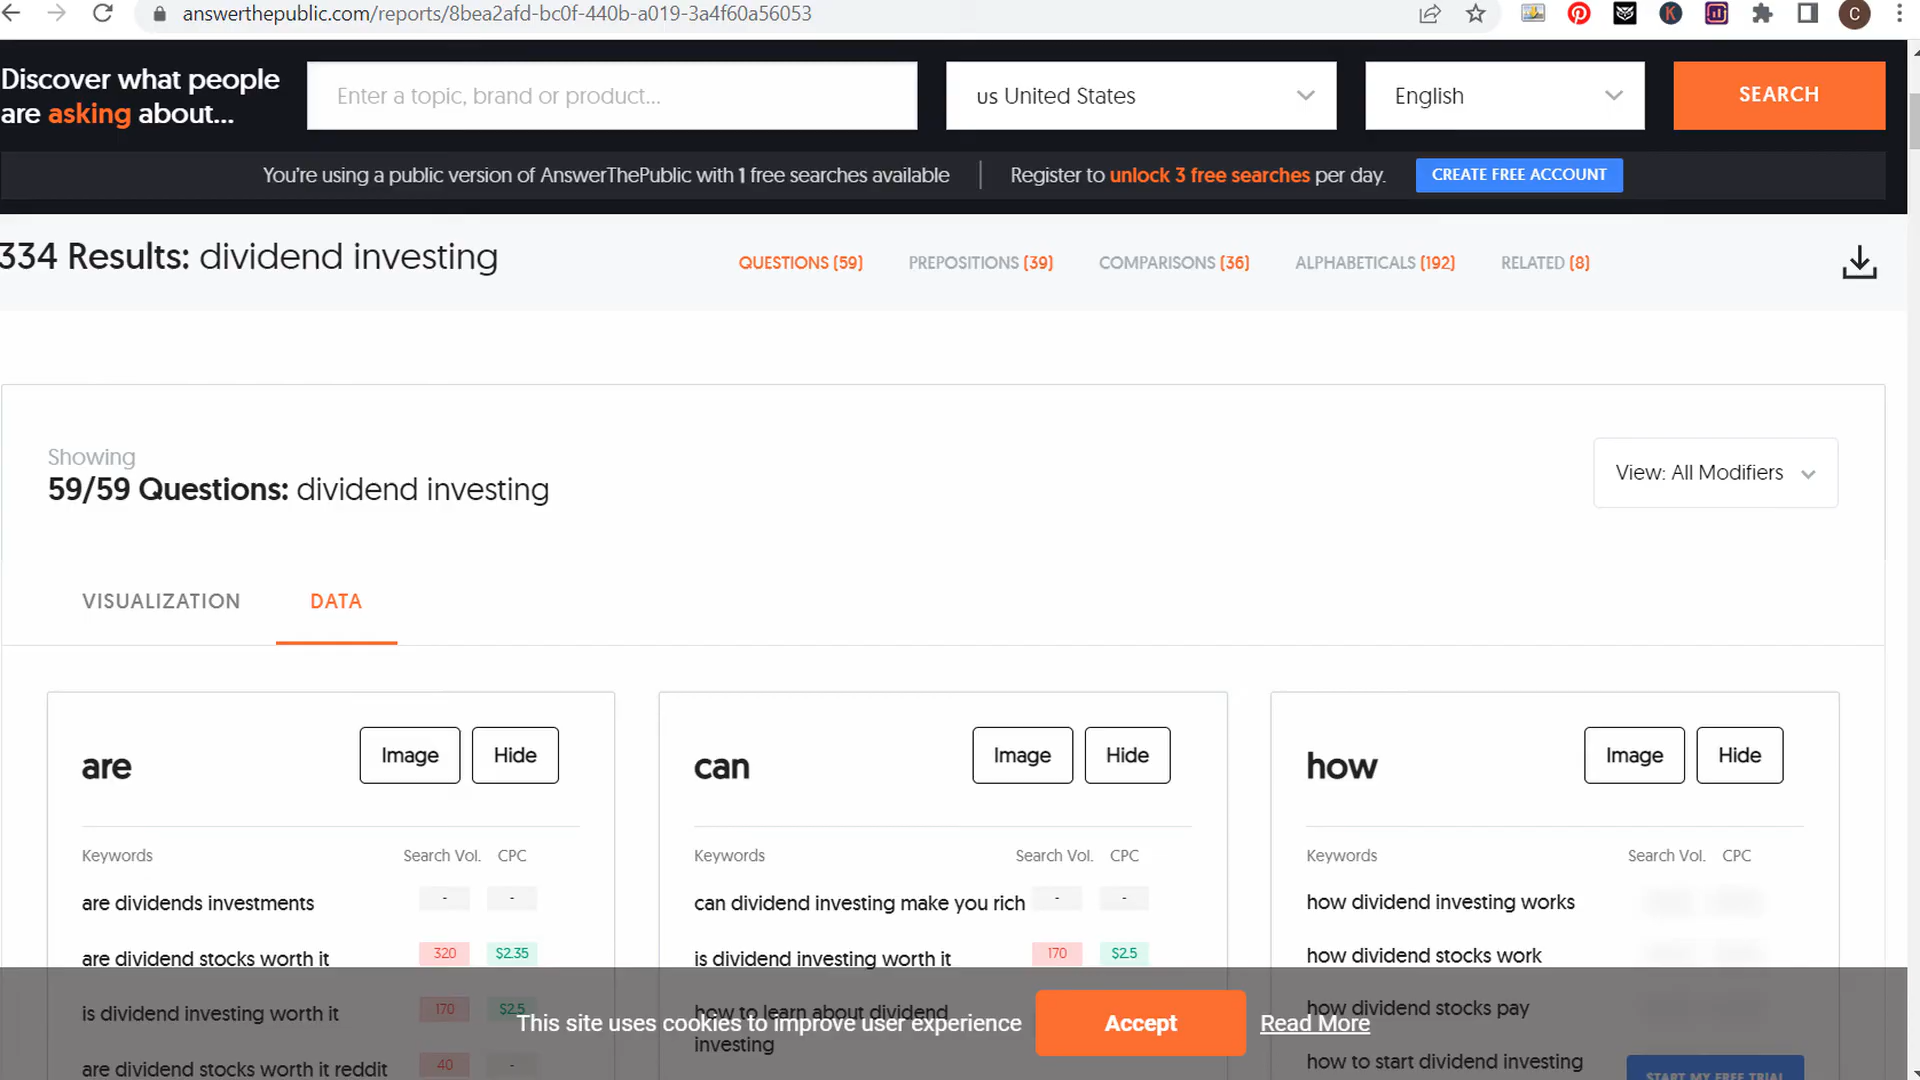 answerthepublic.com/reports/8bea2afd-bc0f-440b-a019-3a4f60a56053
K
C
Discover what people
are asking about...
Enter a topic, brand or product...
us United States
English
SEARCH
You're using a public version of AnswerThePublic with 1 free searches available
Register to unlock 3 free searches per day.
CREATE FREE ACCOUNT
334 Results: dividend investing
QUESTIONS (59)
PREPOSITIONS (39)
COMPARISONS (36)
ALPHABETICALS (192)
RELATED (8)
Showing
59/59 Questions: dividend investing
View: All Modifiers
VISUALIZATION
DATA
are
Image
Hide
Keywords Search Vol. CPC
are dividends investments - -
are dividend stocks worth it 320 $2.35
is dividend investing worth it 170 $2.5
are dividend stocks worth it reddit 40 -
can
Image
Hide
Keywords Search Vol. CPC
can dividend investing make you rich - -
is dividend investing worth it 170 $2.5
how to learn about dividend
investing
how
Image
Hide
Keywords Search Vol. CPC
how dividend investing works
how dividend stocks work
how dividend stocks pay
how to start dividend investing
START MY FREE TRIAL
This site uses cookies to improve user experience
Accept
Read More